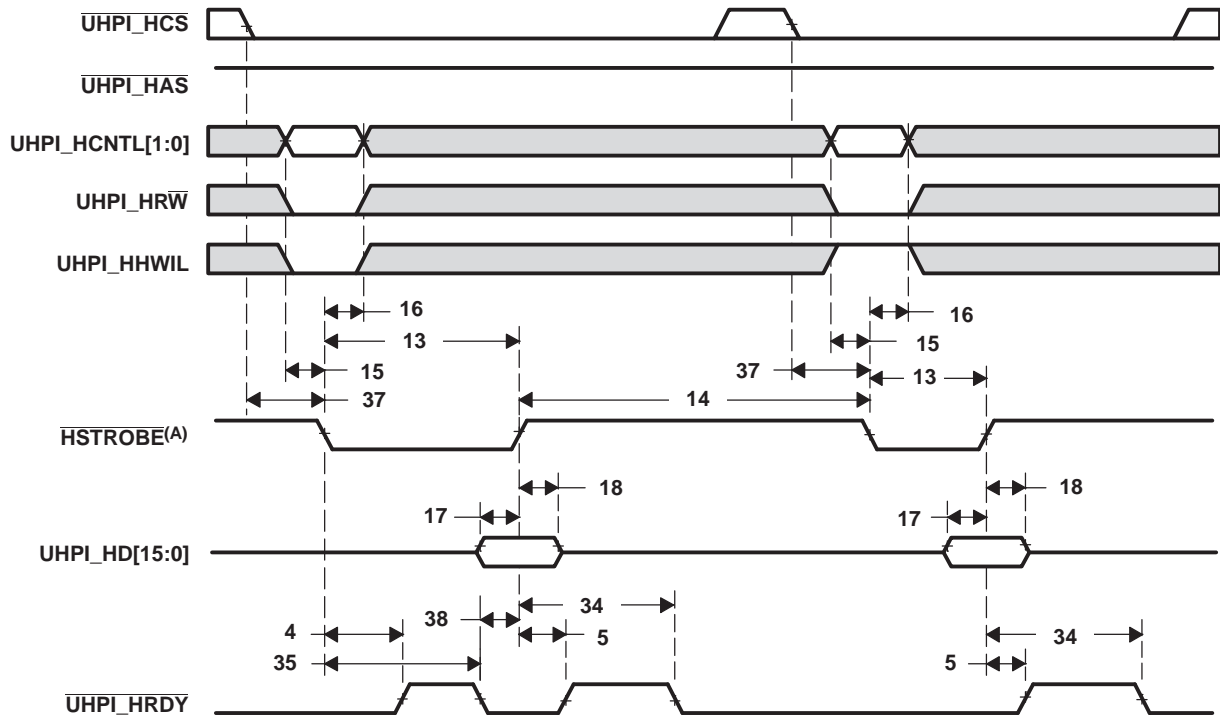 UHPI_HCS
UHPI_HAS
UHPI_HCNTL[1:0]
UHPI_HRW
UHPI_HHWIL
16
16
13
15
15
37
13
37
14
HSTROBE(A)
18
18
17
17
UHPI_HD[15:0]
34
38
4
5
34
35
5
UHPI_HRDY